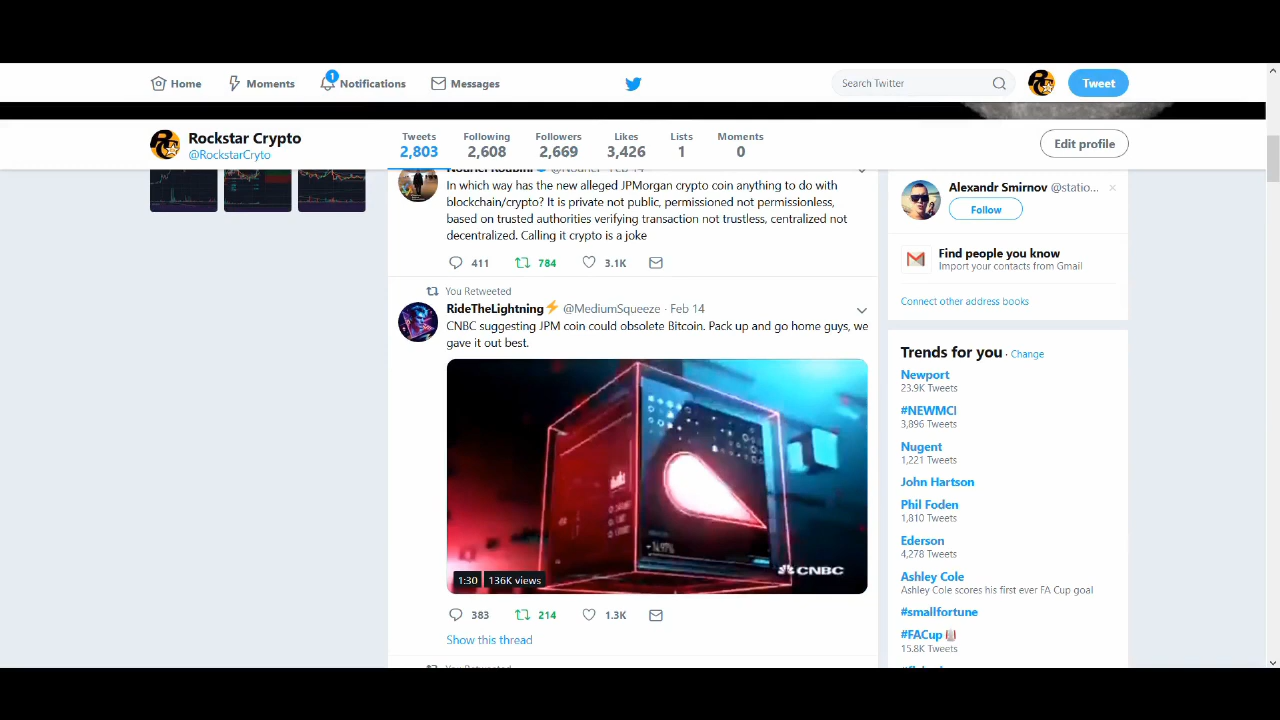 Home
Moments
1
Notifications
Messages
Search Twitter
Tweet
Rockstar Crypto
@RockstarCryto
Tweets
2,803
Following
2,608
Followers
2,669
Likes
3,426
Lists
1
Moments
0
Edit profile
In which way has the new alleged JPMorgan crypto coin anything to do with
blockchain/crypto? It is private not public, permissioned not permissionless,
based on trusted authorities verifying transaction not trustless, centralized not
decentralized. Calling it crypto is a joke
411
784
3.1K
You Retweeted
RideTheLightning⚡ @MediumSqueeze · Feb 14
CNBC suggesting JPM coin could obsolete Bitcoin. Pack up and go home guys, we
gave it out best.
CNBC
1:30
136K views
383
214
1.3K
Show this thread
Alexandr Smirnov @statio...
Follow
Find people you know
Import your contacts from Gmail
Connect other address books
Trends for you · Change
Newport
23.9K Tweets
#NEWMCI
3,896 Tweets
Nugent
1,221 Tweets
John Hartson
Phil Foden
1,810 Tweets
Ederson
4,278 Tweets
Ashley Cole
Ashley Cole scores his first ever FA Cup goal
#smallfortune
#FACup
15.8K Tweets